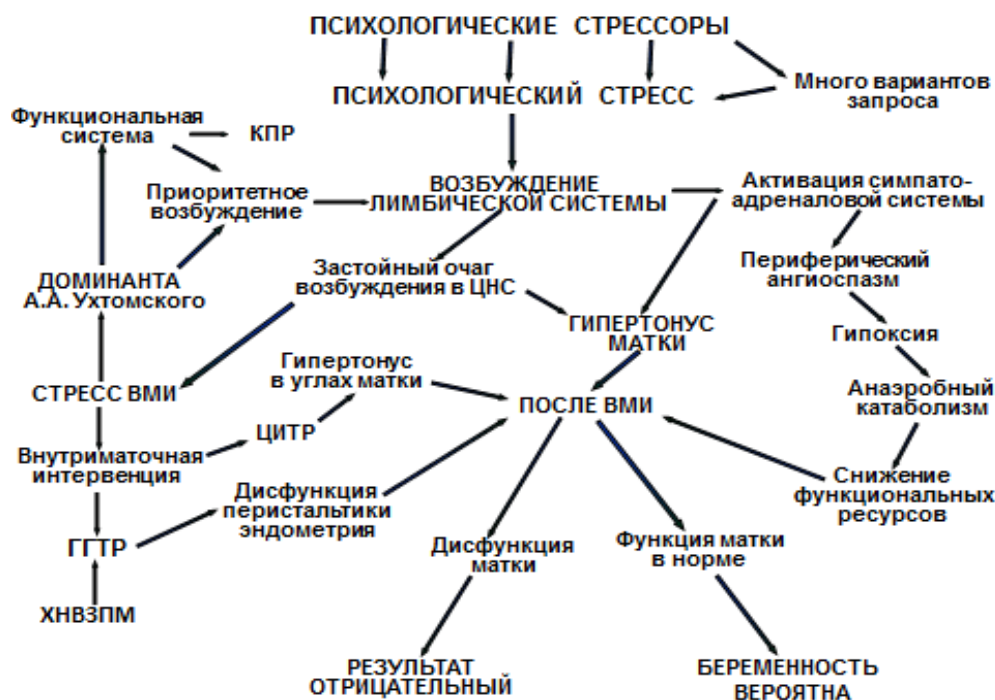 ПСИХОЛОГИЧЕСКИЕ СТРЕССОРЫ
ПСИХОЛОГИЧЕСКИЙ СТРЕСС
Много вариантов
запроса
Функциональная
система
КПР
Приоритетное
возбуждение
ВОЗБУЖДЕНИЕ
ЛИМБИЧЕСКОЙ СИСТЕМЫ
Активация симпато-
адреналовой системы
ДОМИНАНТА
А.А. Ухтомского
Застойный очаг
возбуждения в ЦНС
Периферический
ангиоспазм
ГИПЕРТОНУС
МАТКИ
Гипоксия
СТРЕСС ВМИ
Гипертонус
в углах матки
ПОСЛЕ ВМИ
Анаэробный
катаболизм
ЦИТР
Внутриматочная
интервенция
Дисфункция
перистальтики
эндометрия
Снижение
функциональных
ресурсов
ГГТР
Дисфункция
матки
Функция матки
в норме
ХНВЗПМ
РЕЗУЛЬТАТ
ОТРИЦАТЕЛЬНЫЙ
БЕРЕМЕННОСТЬ
ВЕРОЯТНА